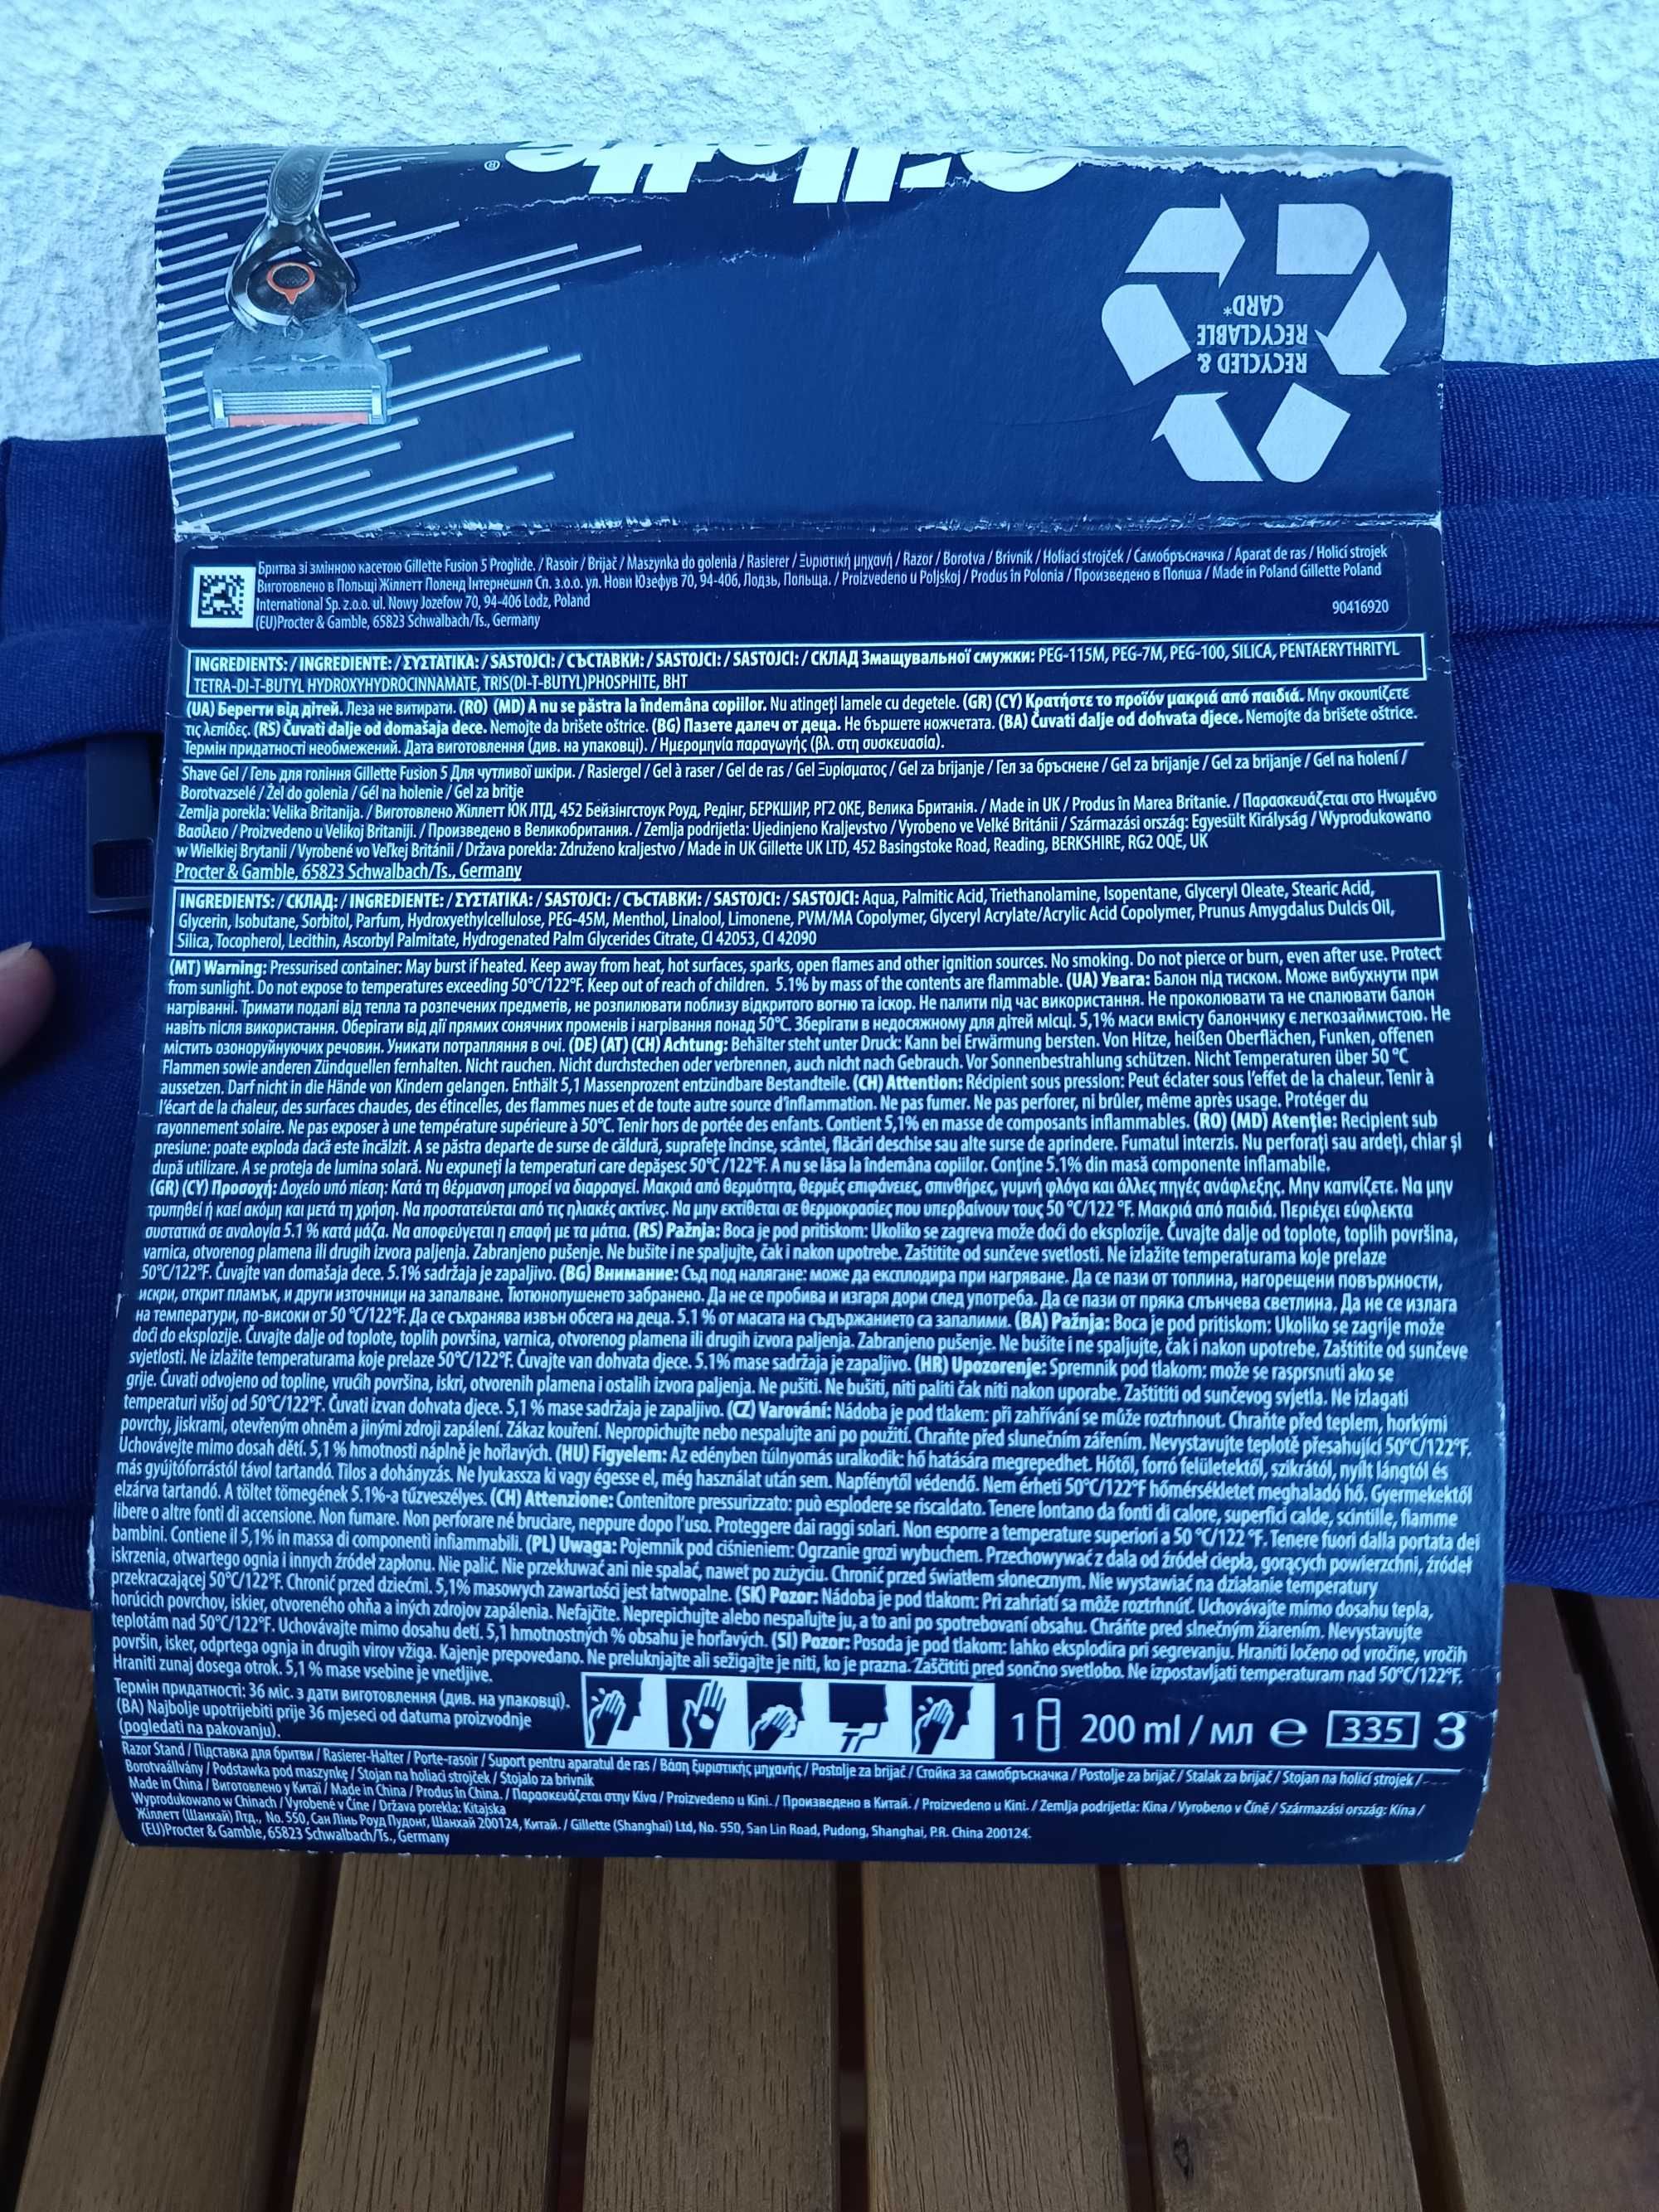 Gillette®
RECYCLED &
RECYCLABLE
CARD*
Бритва зі змінною касетою Gillette Fusion 5 Proglide. / Rasoir / Brijač / Maszynka do golenia / Rasierer / Ξυριστική μηχανή / Razor / Borotva / Brivnik / Holiaci strojček / Самобръсначка / Aparat de ras / Holicí strojek
Виготовлено в Польщі Жіллетт Поленд Інтернешнл Сп. з.о.о. ул. Нови Юзефув 70, 94-406, Лодзь, Польща. / Proizvedeno u Poljskoj / Produs în Polonia / Произведено в Полша / Made in Poland Gillette Poland
International Sp. z.o.o. ul. Nowy Jozefow 70, 94-406 Lodz, Poland
90416920
(EU)Procter & Gamble, 65823 Schwalbach/Ts., Germany
INGREDIENTS: / INGREDIENTE: / ΣΥΣΤΑΤΙΚΑ: / SASTOJCI: / СЪСТАВКИ: / SASTOJCI: / SASTOJCI: / СКЛАД Змащувальної смужки: PEG-115M, PEG-7M, PEG-100, SILICA, PENTAERYTHRITYL
TETRA-DI-T-BUTYL HYDROXYHYDROCINNAMATE, TRIS(DI-T-BUTYL)PHOSPHITE, BHT
(UA) Берегти від дітей. Леза не витирати. (RO) (MD) A nu se păstra la îndemâna copiilor. Nu atingeți lamele cu degetele. (GR) (CY) Κρατήστε το προϊόν μακριά από παιδιά. Μην σκουπίζετε
τις λεπίδες. (RS) Čuvati dalje od domašaja dece. Nemojte da brišete oštrice. (BG) Пазете далеч от деца. Не бършете ножчетата. (BA) Čuvati dalje od dohvata djece. Nemojte da brišete oštrice.
Термін придатності необмежений. Дата виготовлення (див. на упаковці). / Ημερομηνία παραγωγής (βλ. στη συσκευασία).
Shave Gel / Гель для гоління Gillette Fusion 5 Для чутливої шкіри. / Rasiergel / Gel à raser / Gel de ras / Gel Ξυρίσματος / Gel za brijanje / Гел за бръснене / Gel za brijanje / Gel za brijanje / Gel na holení /
Borotvazselé / Żel do golenia / Gél na holenie / Gel za britje
Zemlja porekla: Velika Britanija. / Виготовлено Жіллетт ЮК ЛТД, 452 Бейзінгстоук Роуд, Редінг, БЕРКШИР, РГ2 ОКЕ, Велика Британія. / Made in UK / Produs în Marea Britanie. / Παρασκευάζεται στο Ηνωμένο
Βασίλειο / Proizvedeno u Velikoj Britaniji. / Произведено в Великобритания. / Zemlja podrijetla: Ujedinjeno Kraljevstvo / Vyrobeno ve Velké Británii / Származási ország: Egyesült Királyság / Wyprodukowano
w Wielkiej Brytanii / Vyrobené vo Veľkej Británii / Država porekla: Združeno kraljestvo / Made in UK Gillette UK LTD, 452 Basingstoke Road, Reading, BERKSHIRE, RG2 OQE, UK
Procter & Gamble, 65823 Schwalbach/Ts., Germany
INGREDIENTS: / СКЛАД: / INGREDIENTE: / ΣΥΣΤΑΤΙΚΑ: / SASTOJCI: / СЪСТАВКИ: / SASTOJCI: / SASTOJCI: Aqua, Palmitic Acid, Triethanolamine, Isopentane, Glyceryl Oleate, Stearic Acid,
Glycerin, Isobutane, Sorbitol, Parfum, Hydroxyethylcellulose, PEG-45M, Menthol, Linalool, Limonene, PVM/MA Copolymer, Glyceryl Acrylate/Acrylic Acid Copolymer, Prunus Amygdalus Dulcis Oil,
Silica, Tocopherol, Lecithin, Ascorbyl Palmitate, Hydrogenated Palm Glycerides Citrate, CI 42053, CI 42090
(MT) Warning: Pressurised container: May burst if heated. Keep away from heat, hot surfaces, sparks, open flames and other ignition sources. No smoking. Do not pierce or burn, even after use. Protect
from sunlight. Do not expose to temperatures exceeding 50°C/122°F. Keep out of reach of children. 5.1% by mass of the contents are flammable. (UA) Увага: Балон під тиском. Може вибухнути при
нагріванні. Тримати подалі від тепла та розпечених предметів, не розпилювати поблизу відкритого вогню та іскор. Не палити під час використання. Не проколювати та не спалювати балон
навіть після використання. Оберігати від дії прямих сонячних променів і нагрівання понад 50°C. Зберігати в недосяжному для дітей місці. 5,1% маси вмісту балончику є легкозаймистою. Не
містить озоноруйнуючих речовин. Уникати потрапляння в очі. (DE) (AT) (CH) Achtung: Behälter steht unter Druck: Kann bei Erwärmung bersten. Von Hitze, heißen Oberflächen, Funken, offenen
Flammen sowie anderen Zündquellen fernhalten. Nicht rauchen. Nicht durchstechen oder verbrennen, auch nicht nach Gebrauch. Vor Sonnenbestrahlung schützen. Nicht Temperaturen über 50 °C
aussetzen. Darf nicht in die Hände von Kindern gelangen. Enthält 5,1 Massenprozent entzündbare Bestandteile. (CH) Attention: Récipient sous pression: Peut éclater sous l'effet de la chaleur. Tenir à
l'écart de la chaleur, des surfaces chaudes, des étincelles, des flammes nues et de toute autre source d'inflammation. Ne pas fumer. Ne pas perforer, ni brûler, même après usage. Protéger du
rayonnement solaire. Ne pas exposer à une température supérieure à 50°C. Tenir hors de portée des enfants. Contient 5,1% en masse de composants inflammables. (RO) (MD) Atenție: Recipient sub
presiune: poate exploda dacă este încălzit. A se păstra departe de surse de căldură, suprafețe încinse, scântei, flăcări deschise sau alte surse de aprindere. Fumatul interzis. Nu perforați sau ardeți, chiar și
după utilizare. A se proteja de lumina solară. Nu expuneți la temperaturi care depășesc 50°C /122°F. A nu se lăsa la îndemâna copiilor. Conține 5.1% din masă componente inflamabile.
(GR) (CY) Προσοχή: Δοχείο υπό πίεση: Κατά τη θέρμανση μπορεί να διαρραγεί. Μακριά από θερμότητα, θερμές επιφάνειες, σπινθήρες, γυμνή φλόγα και άλλες πηγές ανάφλεξης. Μην καπνίζετε. Να μην
τρυπηθεί ή καεί ακόμη και μετά τη χρήση. Να προστατεύεται από τις ηλιακές ακτίνες. Να μην εκτίθεται σε θερμοκρασίες που υπερβαίνουν τους 50 °C/122 °F. Μακριά από παιδιά. Περιέχει εύφλεκτα
συστατικά σε αναλογία 5.1 % κατά μάζα. Να αποφεύγεται η επαφή με τα μάτια. (RS) Pažnja: Boca je pod pritiskom: Ukoliko se zagreva može doći do eksplozije. Čuvajte dalje od toplote, toplih površina,
varnica, otvorenog plamena ili drugih izvora paljenja. Zabranjeno pušenje. Ne bušite i ne spaljujte, čak i nakon upotrebe. Zaštitite od sunčeve svetlosti. Ne izlažite temperaturama koje prelaze
50°C/122°F. Čuvajte van domašaja dece. 5.1% sadržaja je zapaljivo. (BG) Внимание: Съд под налягане: може да експлодира при нагряване. Да се пази от топлина, нагорещени повърхности,
искри, открит пламък, и други източници на запалване. Тютюнопушенето забранено. Да не се пробива и изгаря дори след употреба. Да се пази от пряка слънчева светлина. Да не се излага
на температури, по-високи от 50 °C/122°F. Да се съхранява извън обсега на деца. 5.1 % от масата на съдържанието са запалими. (BA) Pažnja: Boca je pod pritiskom: Ukoliko se zagrije može
doći do eksplozije. Čuvajte dalje od toplote, toplih površina, varnica, otvorenog plamena ili drugih izvora paljenja. Zabranjeno pušenje. Ne bušite i ne spaljujte, čak i nakon upotrebe. Zaštitite od sunčeve
svjetlosti. Ne izlažite temperaturama koje prelaze 50°C/122°F. Čuvajte van dohvata djece. 5.1% mase sadržaja je zapaljivo. (HR) Upozorenje: Spremnik pod tlakom: može se rasprsnuti ako se
grije. Čuvati odvojeno od topline, vrućih površina, iskri, otvorenih plamena i ostalih izvora paljenja. Ne pušiti. Ne bušiti, niti paliti čak niti nakon uporabe. Zaštititi od sunčevog svjetla. Ne izlagati
temperaturi višoj od 50°C/122°F. Čuvati izvan dohvata djece. 5,1 % mase sadržaja je zapaljivo. (CZ) Varování: Nádoba je pod tlakem: při zahřívání se může roztrhnout. Chraňte před teplem, horkými
povrchy, jiskrami, otevřeným ohněm a jinými zdroji zapálení. Zákaz kouření. Nepropichujte nebo nespalujte ani po použití. Chraňte před slunečním zářením. Nevystavujte teplotě přesahující 50°C/122°F.
Uchovávejte mimo dosah dětí. 5,1 % hmotnosti náplně je hořlavých. (HU) Figyelem: Az edényben túlnyomás uralkodik: hő hatására megrepedhet. Hőtől, forró felületektől, szikrától, nyílt lángtól és
más gyújtóforrástól távol tartandó. Tilos a dohányzás. Ne lyukassza ki vagy égesse el, még használat után sem. Napfénytől védendő. Nem érheti 50°C/122°F hőmérsékletet meghaladó hő. Gyermekektől
elzárva tartandó. A töltet tömegének 5.1%-a tűzveszélyes. (CH) Attenzione: Contenitore pressurizzato: può esplodere se riscaldato. Tenere lontano da fonti di calore, superfici calde, scintille, fiamme
libere o altre fonti di accensione. Non fumare. Non perforare né bruciare, neppure dopo l'uso. Proteggere dai raggi solari. Non esporre a temperature superiori a 50 °C/122 °F. Tenere fuori dalla portata dei
bambini. Contiene il 5,1% in massa di componenti infiammabili. (PL) Uwaga: Pojemnik pod ciśnieniem: Ogrzanie grozi wybuchem. Przechowywać z dala od źródeł ciepła, gorących powierzchni, źródeł
iskrzenia, otwartego ognia i innych źródeł zapłonu. Nie palić. Nie przekłuwać ani nie spalać, nawet po zużyciu. Chronić przed światłem słonecznym. Nie wystawiać na działanie temperatury
przekraczającej 50°C/122°F. Chronić przed dziećmi. 5,1% masowych zawartości jest łatwopalne. (SK) Pozor: Nádoba je pod tlakom: Pri zahriatí sa môže roztrhnúť. Uchovávajte mimo dosahu tepla,
horúcich povrchov, iskier, otvoreného ohňa a iných zdrojov zapálenia. Nefajčite. Neprepichujte alebo nespaľujte ju, a to ani po spotrebovaní obsahu. Chráňte pred slnečným žiarením. Nevystavujte
teplotám nad 50°C/122°F. Uchovávajte mimo dosahu detí. 5,1 hmotnostných % obsahu je horľavých. (SI) Pozor: Posoda je pod tlakom: lahko eksplodira pri segrevanju. Hraniti ločeno od vročine, vročih
površin, isker, odprtega ognja in drugih virov vžiga. Kajenje prepovedano. Ne preluknjajte ali sežigajte je niti, ko je prazna. Zaščititi pred sončno svetlobo. Ne izpostavljati temperaturam nad 50°C/122°F.
Hraniti zunaj dosega otrok. 5,1 % mase vsebine je vnetljive.
Термін придатності: 36 міс. з дати виготовлення (див. на упаковці).
(BA) Najbolje upotrijebiti prije 36 mjeseci od datuma proizvodnje
(pogledati na pakovanju).
1 200 ml / мл e 335 3
Razor Stand / Підставка для бритви / Rasierer-Halter / Porte-rasoir / Suport pentru aparatul de ras / Βάση ξυριστικής μηχανής / Postolje za brijač / Стойка за самобръсначка / Postolje za brijač / Stalak za brijač / Stojan na holicí strojek /
Borotvaállvány / Podstawka pod maszynkę / Stojan na holiaci strojček / Stojalo za brivnik
Made in China / Виготовлено у Китаї / Made in China / Produs în China. / Παρασκευάζεται στην Κίνα / Proizvedeno u Kini. / Произведено в Китай. / Proizvedeno u Kini. / Zemlja podrijetla: Kina / Vyrobeno v Číně / Származási ország: Kína /
Wyprodukowano w Chinach / Vyrobené v Číne / Država porekla: Kitajska
Жіллетт (Шанхай) Лтд., No. 550, Сан Лінь Роуд Пудонг, Шанхай 200124, Китай. / Gillette (Shanghai) Ltd, No. 550, San Lin Road, Pudong, Shanghai, P.R. China 200124.
(EU)Procter & Gamble, 65823 Schwalbach/Ts., Germany